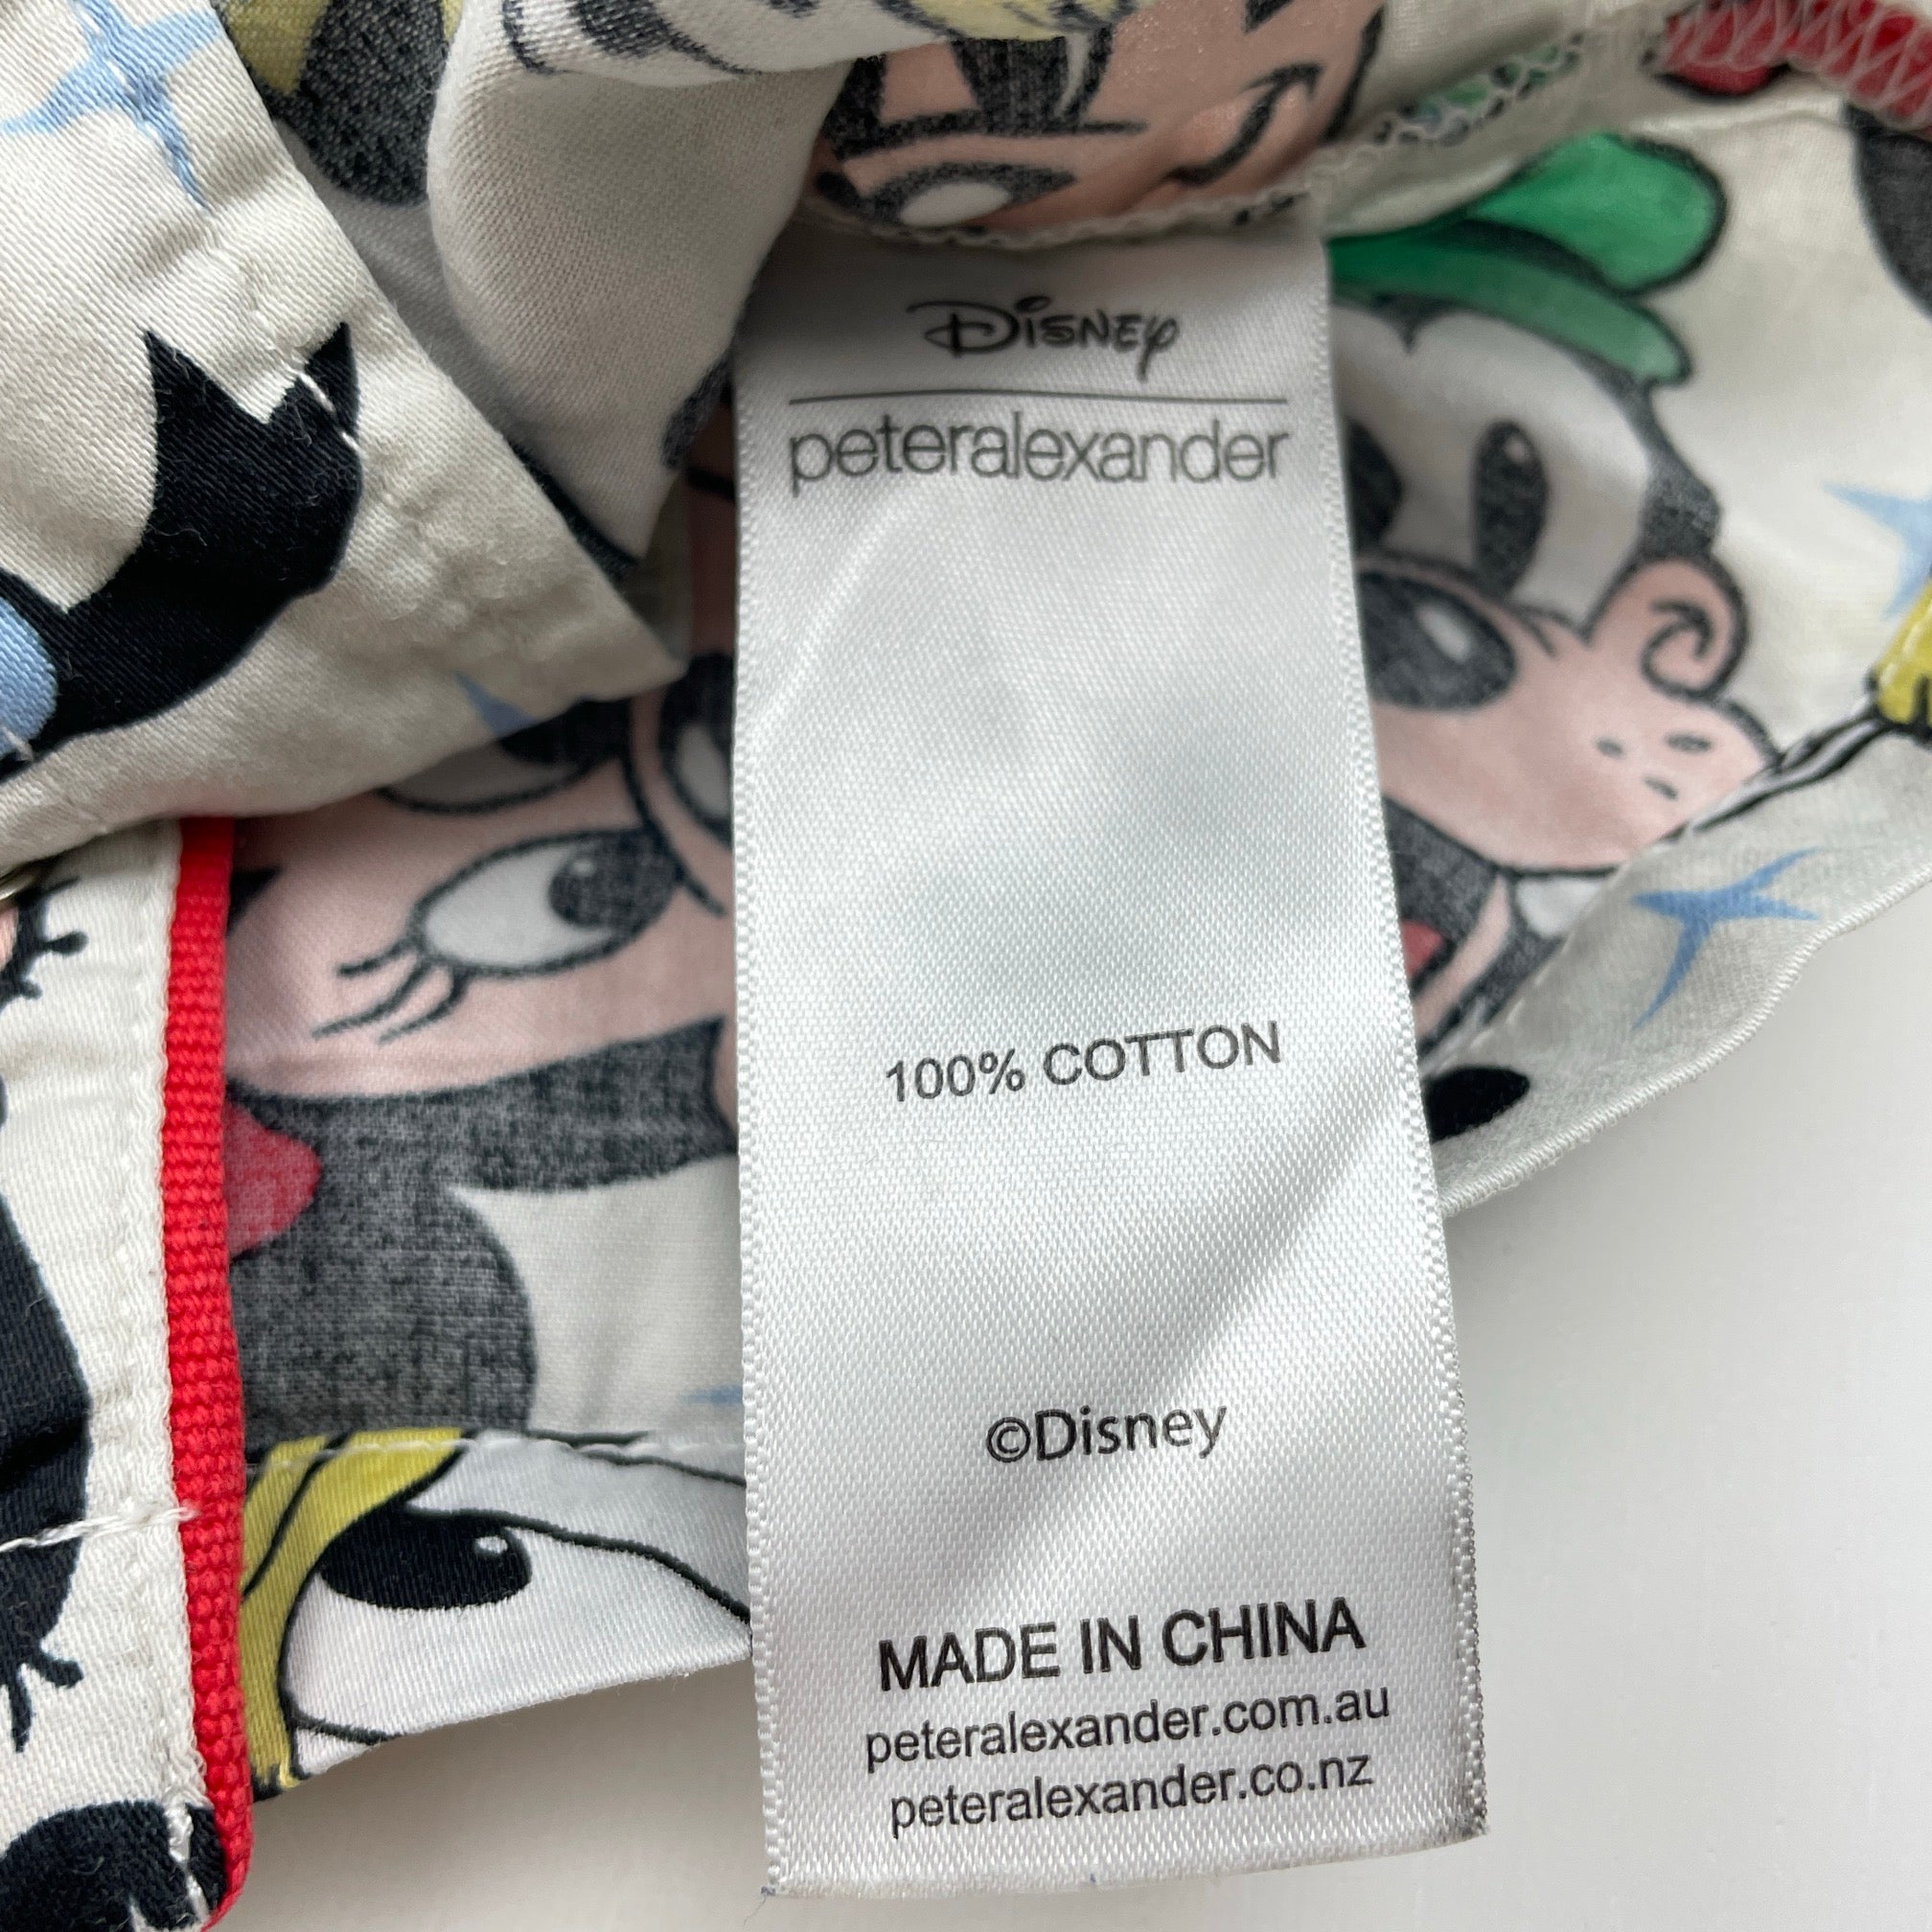 Disney
peteralexander
100% COTTON
©Disney
MADE IN CHINA
peteralexander.com.au
peteralexander.co.nz